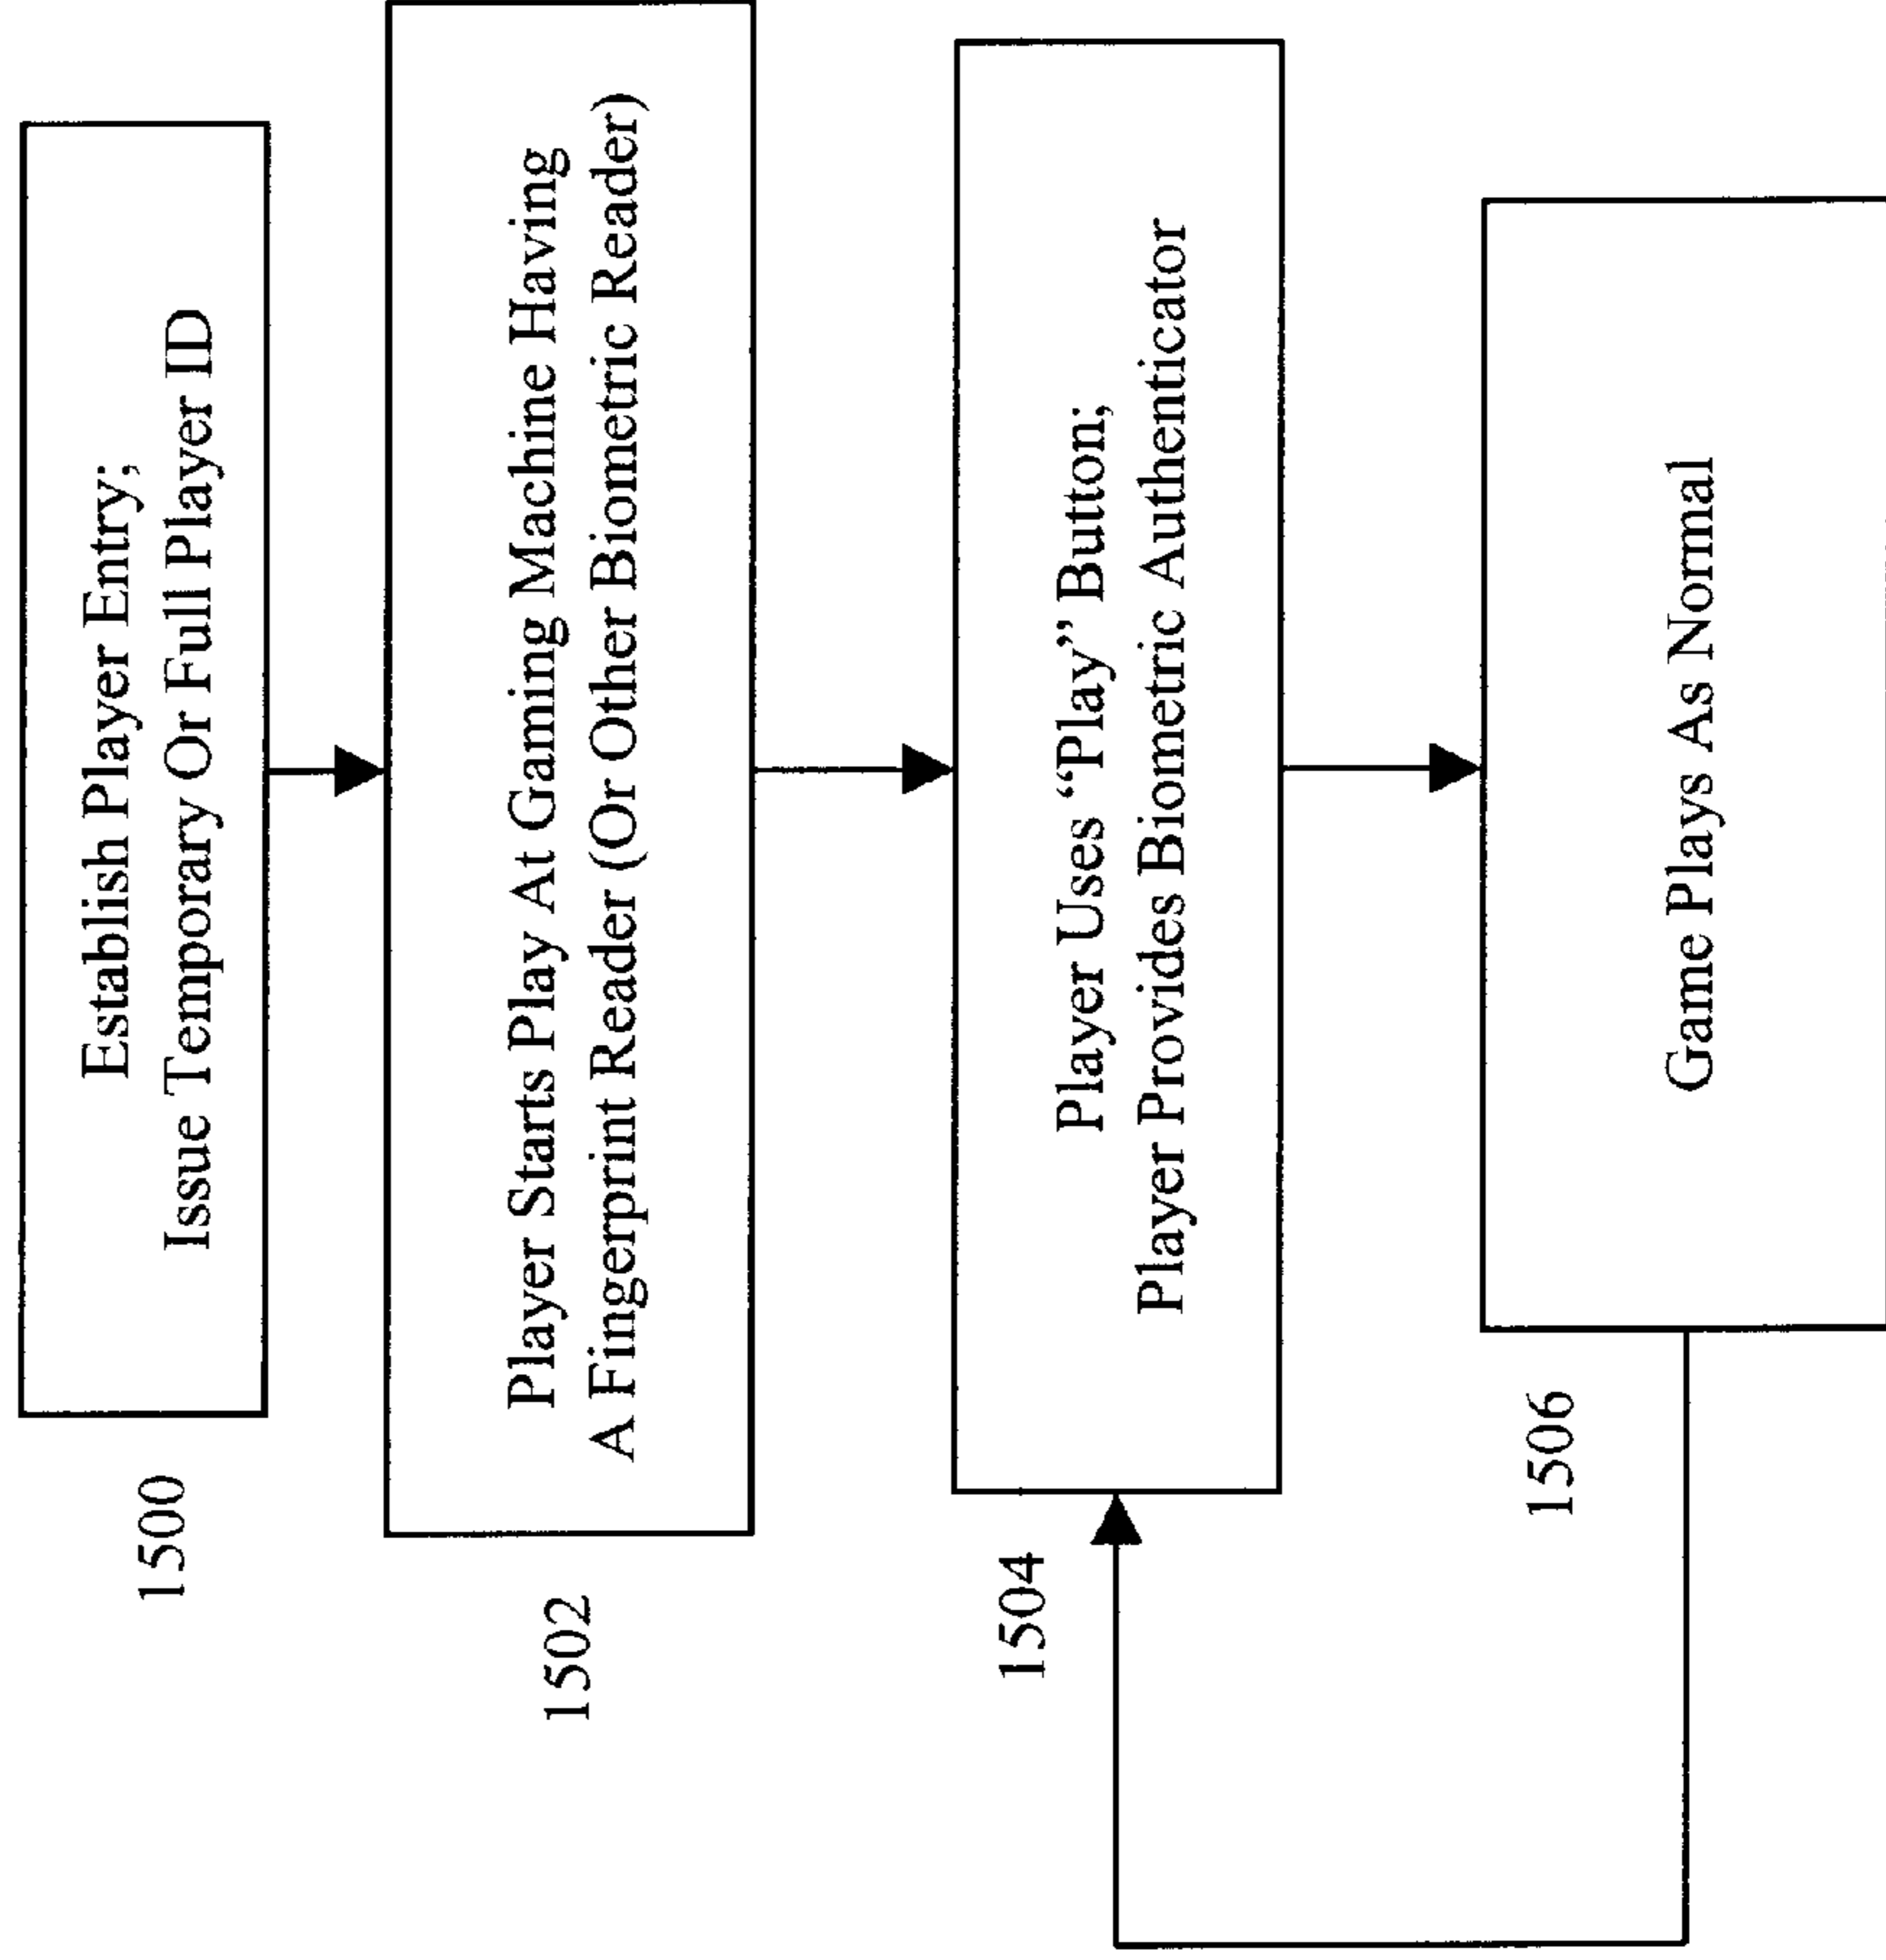 1500
Establish Player Entry;
Issue Temporary Or Full Player ID
1502
Player Starts Play At Gaming Machine Having
A Fingerprint Reader (Or Other Biometric Reader)
1504
Player Uses “Play” Button;
Player Provides Biometric Authenticator
1506
Game Plays As Normal